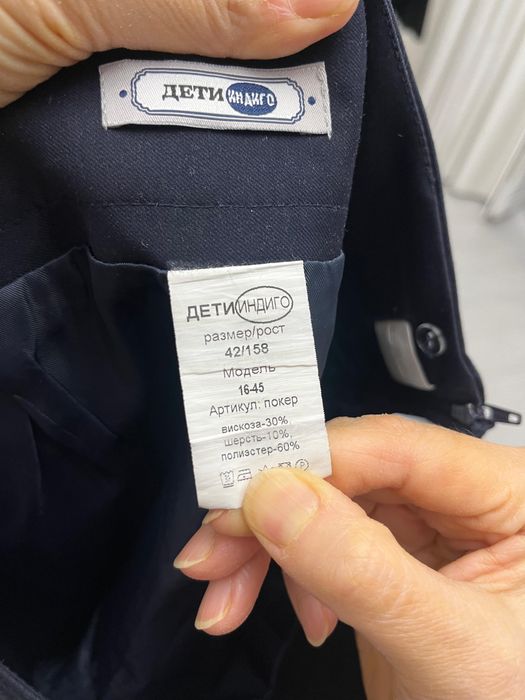 ДЕТИ ИНДИГО
ДЕТИ ИНДИГО
размер/рост
42/158
Модель
16-45
Артикул: покер
вискоза-30%
шерсть-10%,
полиэстер-60%